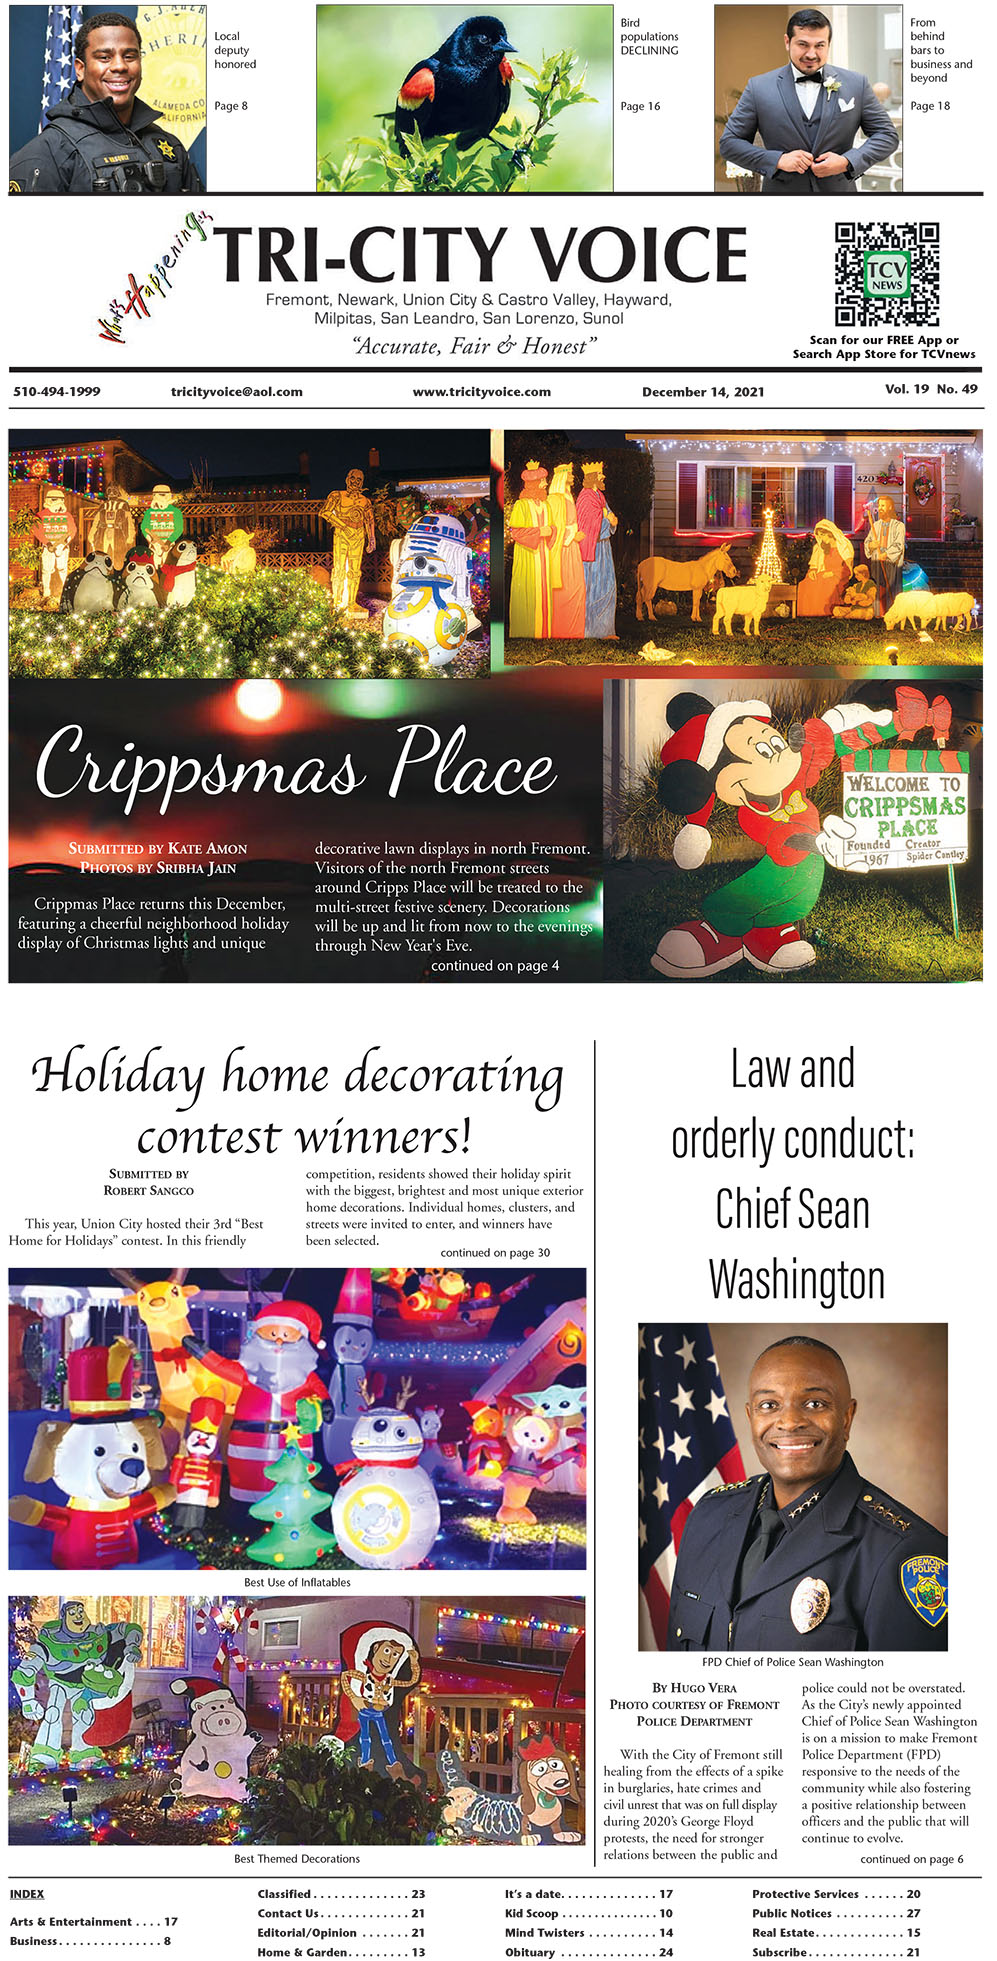 Local
deputy
honored
Page 8
Bird
populations
DECLINING
Page 16
From
behind
bars to
business and
beyond
Page 18
What's Happening's
TRI-CITY VOICE
Fremont, Newark, Union City & Castro Valley, Hayward,
Milpitas, San Leandro, San Lorenzo, Sunol
“Accurate, Fair & Honest”
TCV
NEWS
Scan for our FREE App or
Search App Store for TCVnews
510-494-1999 tricityvoice@aol.com www.tricityvoice.com December 14, 2021 Vol. 19 No. 49
Crippsmas Place
SUBMITTED BY KATE AMON
PHOTOS BY SRIBHA JAIN
Crippmas Place returns this December,
featuring a cheerful neighborhood holiday
display of Christmas lights and unique
decorative lawn displays in north Fremont.
Visitors of the north Fremont streets
around Cripps Place will be treated to the
multi-street festive scenery. Decorations
will be up and lit from now to the evenings
through New Year's Eve.
continued on page 4
WELCOME TO
CRIPPSMAS
PLACE
Founded Creator
1967 Spider Cantley
Holiday home decorating
contest winners!
SUBMITTED BY
ROBERT SANGCO
This year, Union City hosted their 3rd “Best
Home for Holidays” contest. In this friendly
competition, residents showed their holiday spirit
with the biggest, brightest and most unique exterior
home decorations. Individual homes, clusters, and
streets were invited to enter, and winners have
been selected.
continued on page 30
Best Use of Inflatables
Best Themed Decorations
Law and
orderly conduct:
Chief Sean
Washington
FREMONT
POLICE
FPD Chief of Police Sean Washington
BY HUGO VERA
PHOTO COURTESY OF FREMONT
POLICE DEPARTMENT
With the City of Fremont still
healing from the effects of a spike
in burglaries, hate crimes and
civil unrest that was on full display
during 2020’s George Floyd
protests, the need for stronger
relations between the public and
police could not be overstated.
As the City’s newly appointed
Chief of Police Sean Washington
is on a mission to make Fremont
Police Department (FPD)
responsive to the needs of the
community while also fostering
a positive relationship between
officers and the public that will
continue to evolve.
continued on page 6
INDEX
Arts & Entertainment . . . . 17
Business . . . . . . . . . . . . . . . 8
Classified . . . . . . . . . . . . . . 23
Contact Us . . . . . . . . . . . . . 21
Editorial/Opinion . . . . . . . 21
Home & Garden . . . . . . . . . 13
It’s a date. . . . . . . . . . . . . . 17
Kid Scoop . . . . . . . . . . . . . . 10
Mind Twisters . . . . . . . . . . 14
Obituary . . . . . . . . . . . . . . 24
Protective Services . . . . . . 20
Public Notices . . . . . . . . . . 27
Real Estate. . . . . . . . . . . . . 15
Subscribe . . . . . . . . . . . . . . 21